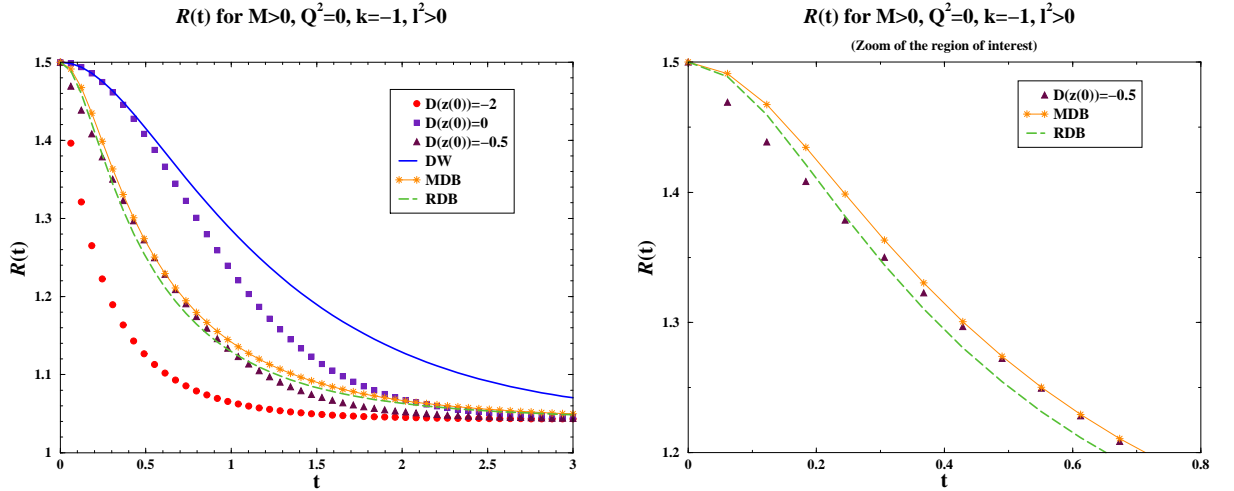 R(t) for M>0, Q²=0, k=−1, l²>0
1.5
1.4
1.3
1.2
1.1
1
R(t)
0
0.5
1
1.5
2
2.5
3
t
D(z(0))=−2
D(z(0))=0
D(z(0))=−0.5
DW
MDB
RDB
R(t) for M>0, Q²=0, k=−1, l²>0
(Zoom of the region of interest)
1.5
1.4
1.3
1.2
R(t)
0
0.2
0.4
0.6
0.8
t
D(z(0))=−0.5
MDB
RDB